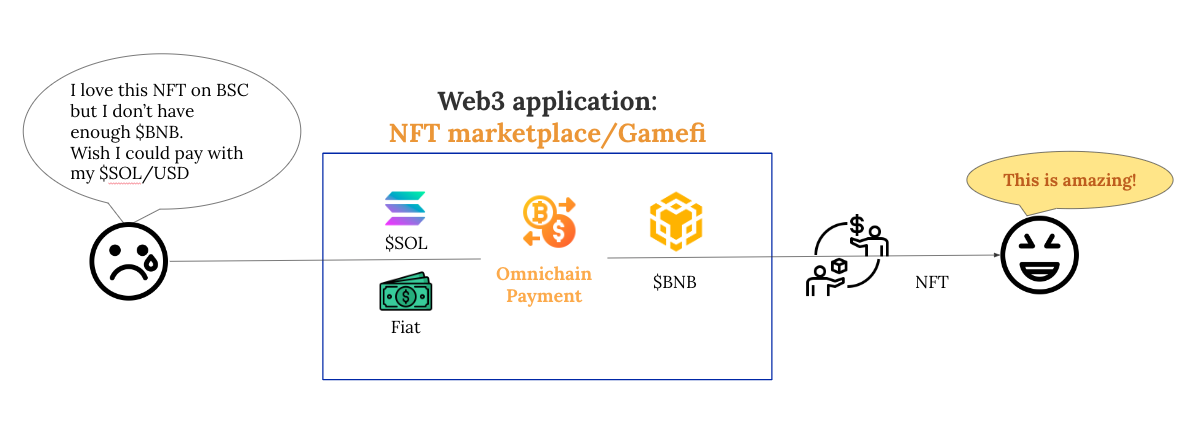 I love this NFT on BSC
but I don’t have
enough $BNB.
Wish I could pay with
my $SOL/USD
Web3 application:
NFT marketplace/Gamefi
$SOL
Fiat
Omnichain
Payment
$BNB
NFT
This is amazing!